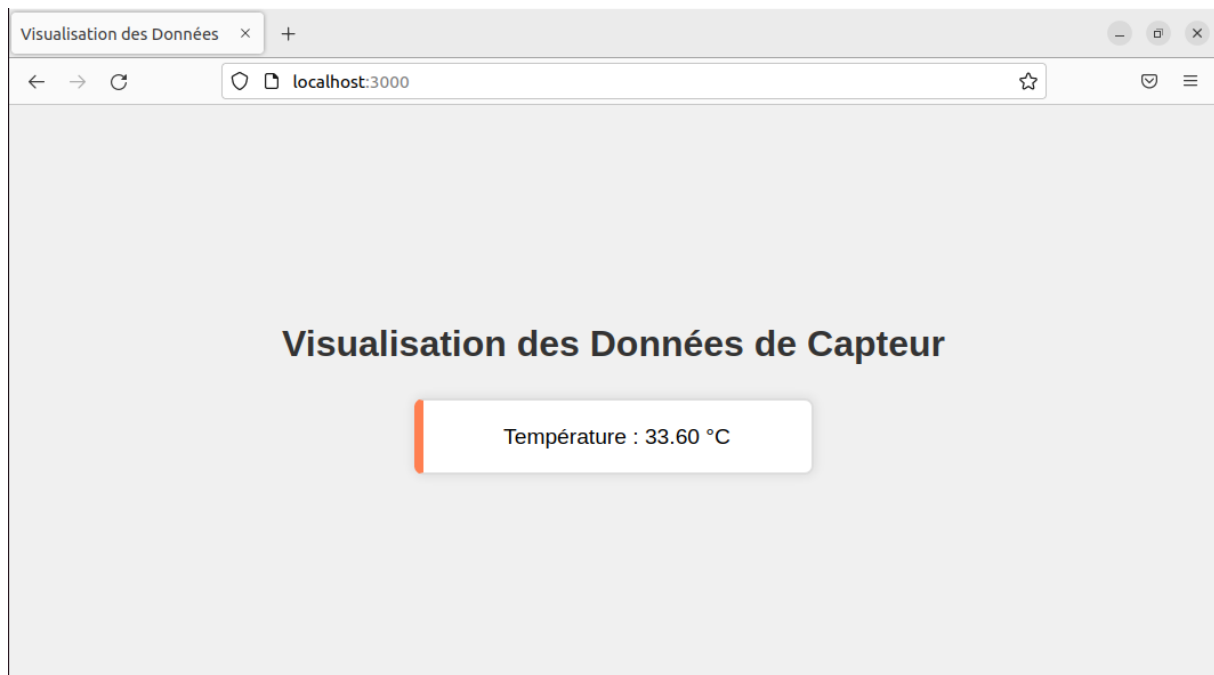 Visualisation des Données
localhost:3000
Visualisation des Données de Capteur
Température : 33.60 °C